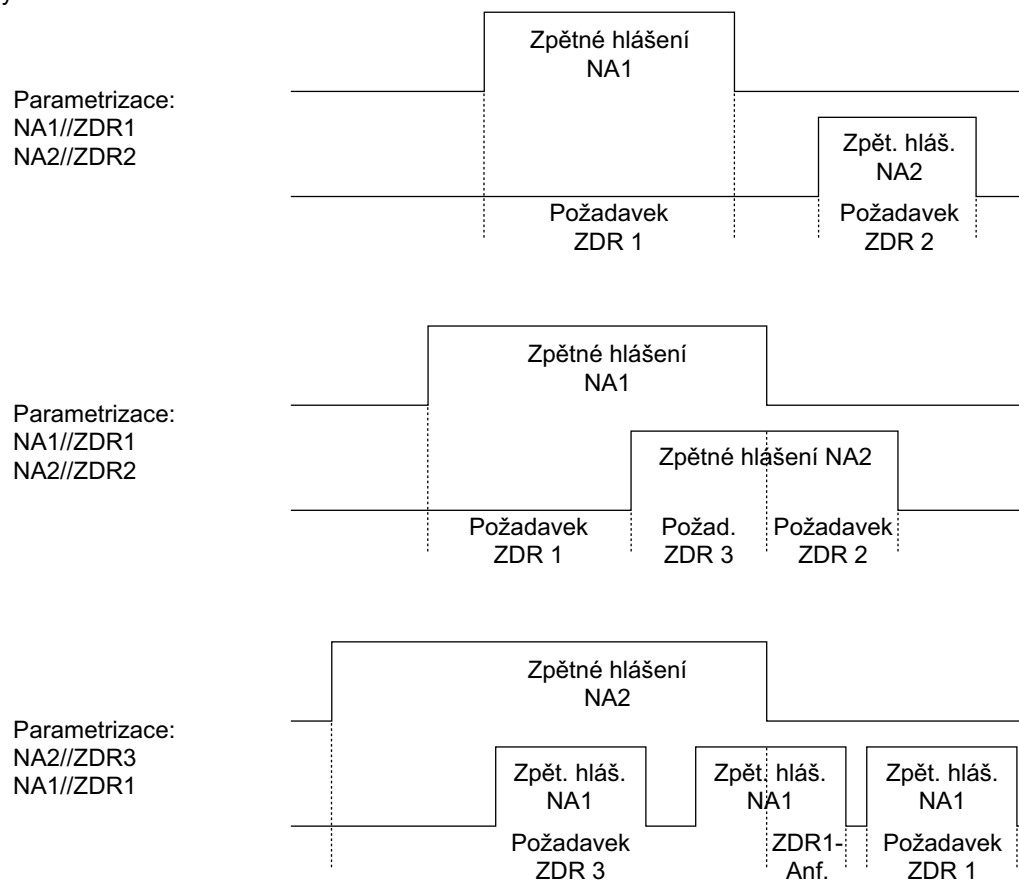 y
Zpětné hlášení
NA1
Parametrizace:
NA1//ZDR1
NA2//ZDR2
Zpět. hláš.
NA2
Požadavek
ZDR 1
Požadavek
ZDR 2
Zpětné hlášení
NA1
Parametrizace:
NA1//ZDR1
NA2//ZDR2
Zpětné hlášení NA2
Požadavek
ZDR 1
Požad.
ZDR 3
Požadavek
ZDR 2
Zpětné hlášení
NA2
Parametrizace:
NA2//ZDR3
NA1//ZDR1
Zpět. hláš.
NA1
Zpět. hláš.
NA1
Zpět. hláš.
NA1
Požadavek
ZDR 3
ZDR1-
Anf.
Požadavek
ZDR 1